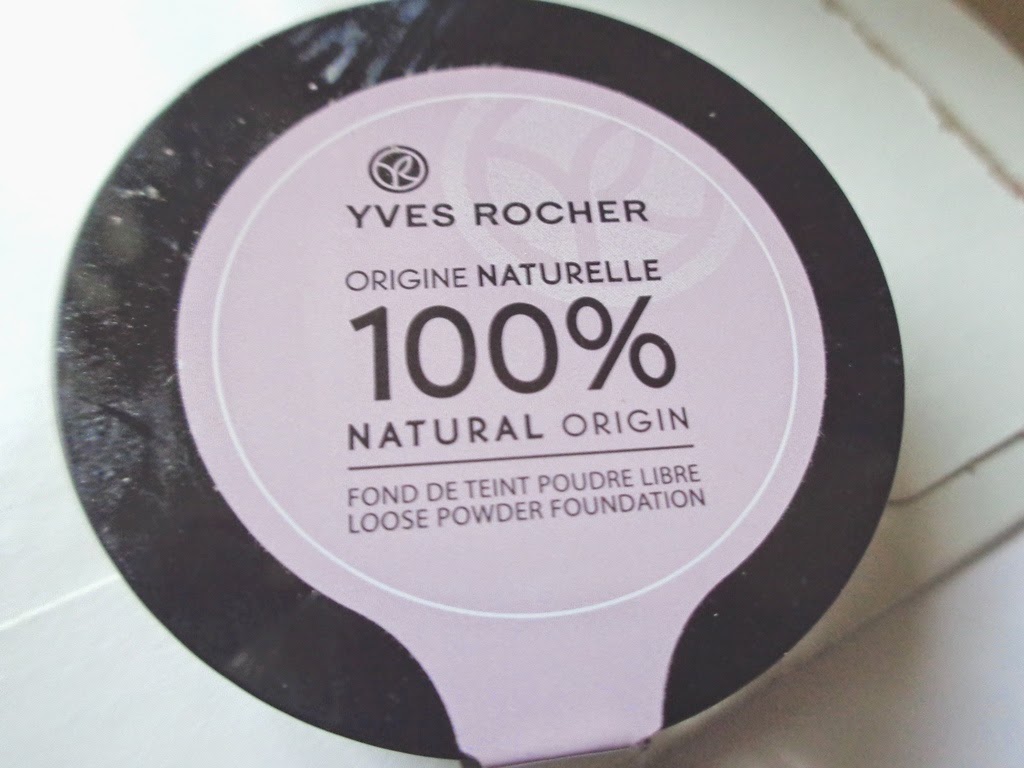 YVES ROCHER
ORIGINE NATURELLE
100%
NATURAL ORIGIN
FOND DE TEINT POUDRE LIBRE
LOOSE POWDER FOUNDATION